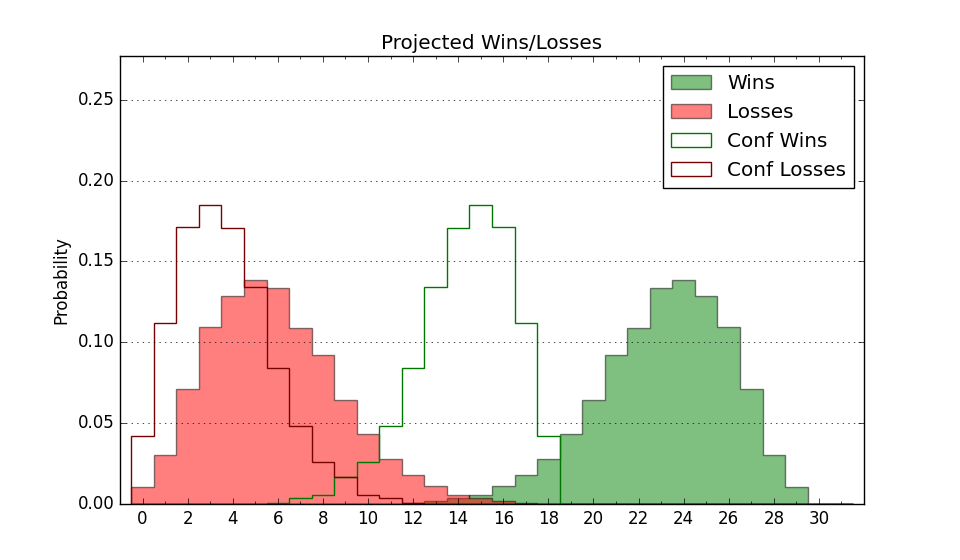 Projected Wins/Losses
Wins
Losses
Conf Wins
Conf Losses
Probability
0.25
0.20
0.15
0.10
0.05
0.00
0 2 4 6 8 10 12 14 16 18 20 22 24 26 28 30